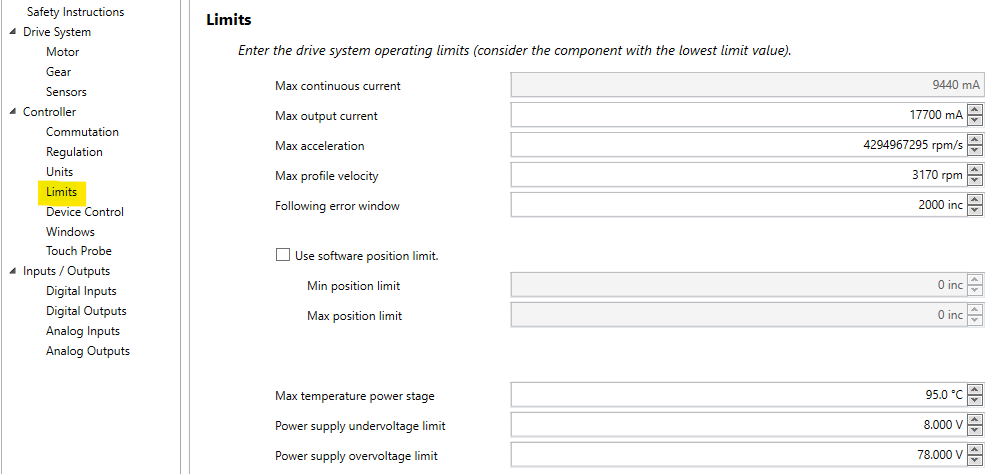 Safety Instructions
Drive System
Motor
Gear
Sensors
Controller
Commutation
Regulation
Units
Limits
Device Control
Windows
Touch Probe
Inputs / Outputs
Digital Inputs
Digital Outputs
Analog Inputs
Analog Outputs
Limits
Enter the drive system operating limits (consider the component with the lowest limit value).
Max continuous current 9440 mA
Max output current 17700 mA
Max acceleration 4294967295 rpm/s
Max profile velocity 3170 rpm
Following error window 2000 inc
Use software position limit.
Min position limit 0 inc
Max position limit 0 inc
Max temperature power stage 95.0 °C
Power supply undervoltage limit 8.000 V
Power supply overvoltage limit 78.000 V